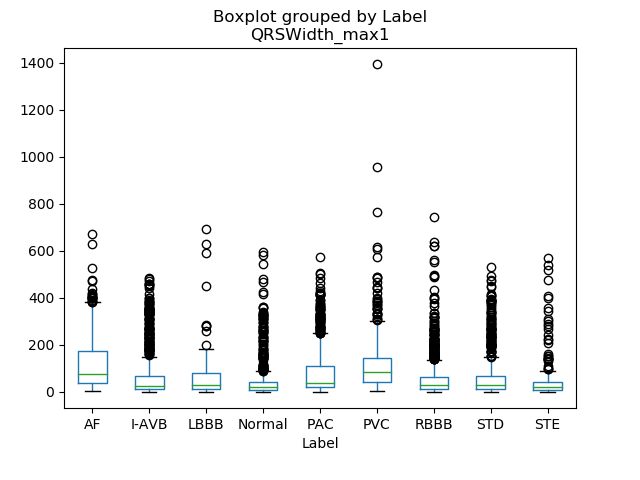 Boxplot grouped by Label
QRSWidth_max1
1400
1200
1000
800
600
400
200
0
AF I-AVB LBBB Normal PAC PVC RBBB STD STE
Label